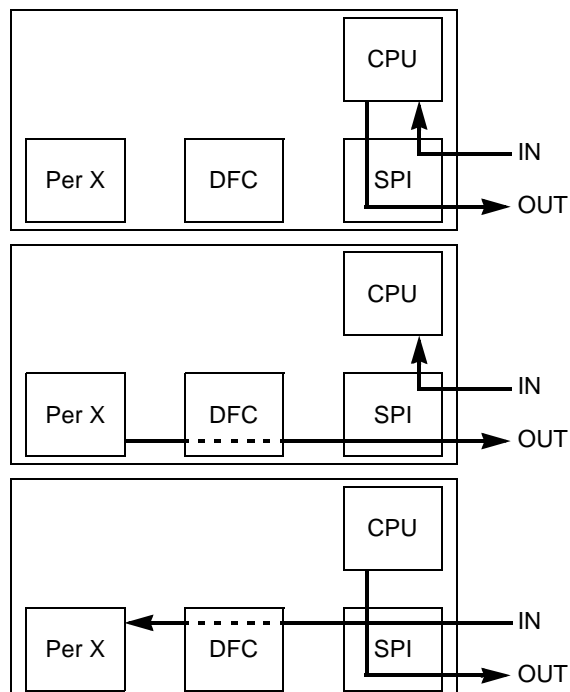 CPU
IN
Per X DFC SPI
OUT
CPU
IN
Per X DFC SPI
OUT
CPU
IN
Per X DFC SPI
OUT